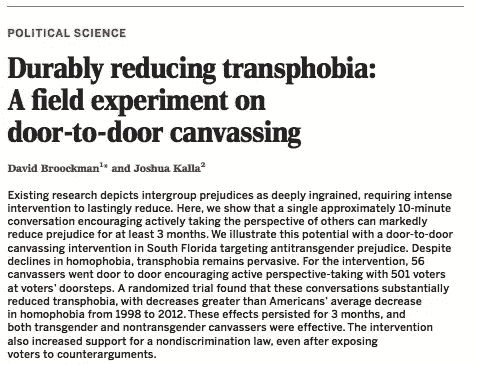 POLITICAL SCIENCE
Durably reducing transphobia:
A field experiment on
door-to-door canvassing
David Broockman¹* and Joshua Kalla²
Existing research depicts intergroup prejudices as deeply ingrained, requiring intense
intervention to lastingly reduce. Here, we show that a single approximately 10-minute
conversation encouraging actively taking the perspective of others can markedly
reduce prejudice for at least 3 months. We illustrate this potential with a door-to-door
canvassing intervention in South Florida targeting antitransgender prejudice. Despite
declines in homophobia, transphobia remains pervasive. For the intervention, 56
canvassers went door to door encouraging active perspective-taking with 501 voters
at voters' doorsteps. A randomized trial found that these conversations substantially
reduced transphobia, with decreases greater than Americans' average decrease
in homophobia from 1998 to 2012. These effects persisted for 3 months, and
both transgender and nontransgender canvassers were effective. The intervention
also increased support for a nondiscrimination law, even after exposing
voters to counterarguments.